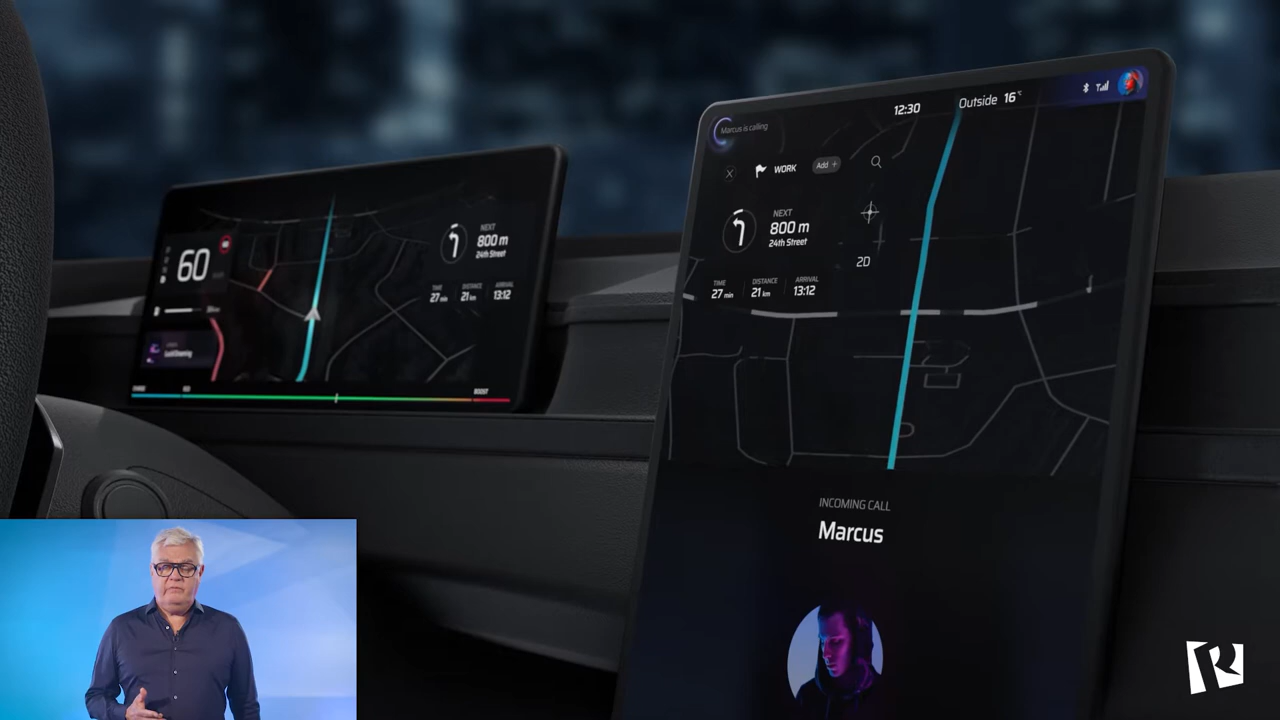 60
NEXT
800 m
24th Street
TIME
27 min
DISTANCE
21 km
ARRIVAL
13:12
BOOST
Marcus is calling
12:30
Outside 16°
WORK
Add +
NEXT
800 m
24th Street
2D
TIME
27 min
DISTANCE
21 km
ARRIVAL
13:12
INCOMING CALL
Marcus